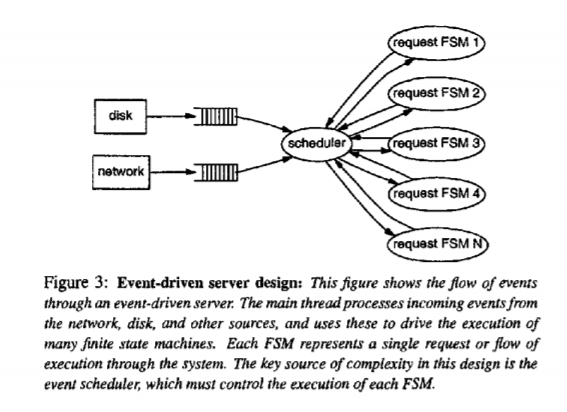 request FSM 1
request FSM 2
disk
scheduler
request FSM 3
network
request FSM 4
request FSM N
Figure 3: Event-driven server design: This figure shows the flow of events
through an event-driven server. The main thread processes incoming events from
the network, disk, and other sources, and uses these to drive the execution of
many finite state machines. Each FSM represents a single request or flow of
execution through the system. The key source of complexity in this design is the
event scheduler, which must control the execution of each FSM.